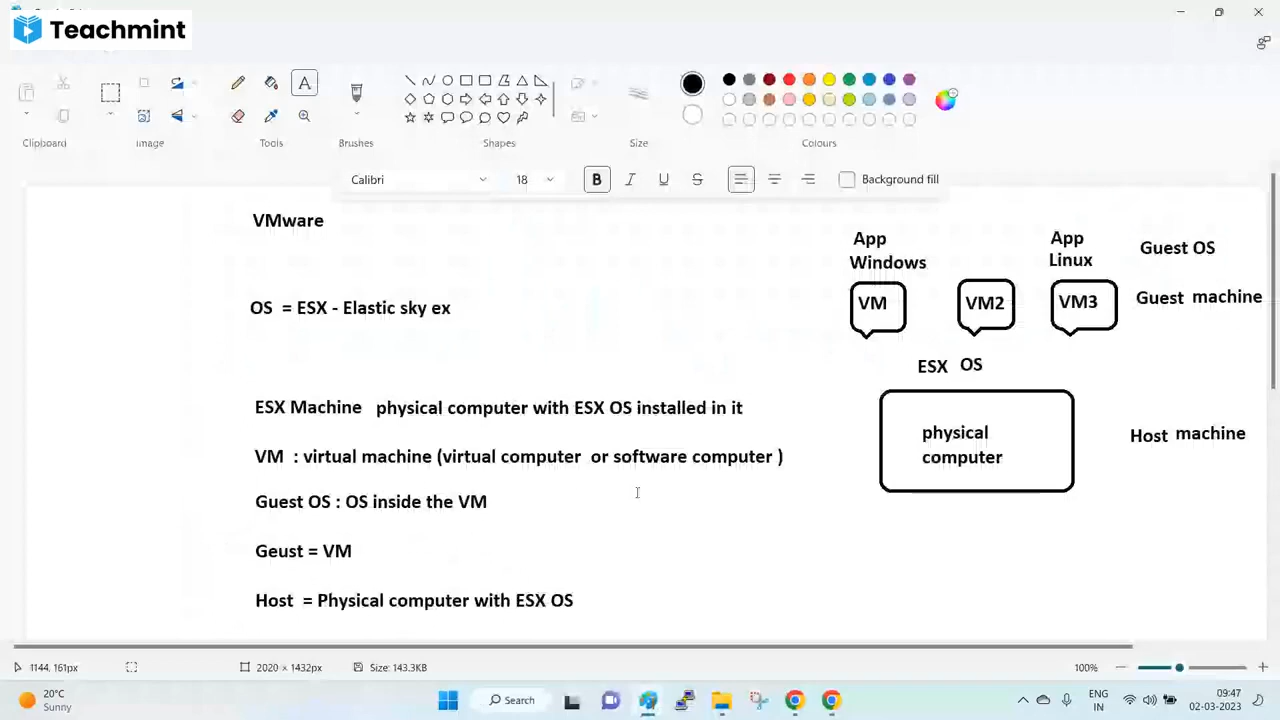 Teachmint
Clipboard
Image
Tools
Brushes
Shapes
Size
Colours
Calibri
18
B
I
U
S
Background fill
VMware
OS = ESX - Elastic sky ex
ESX Machine physical computer with ESX OS installed in it
VM : virtual machine (virtual computer or software computer )
Guest OS : OS inside the VM
Geust = VM
Host = Physical computer with ESX OS
App
Windows
App
Linux
Guest OS
VM
VM2
VM3
Guest machine
ESX OS
physical
computer
Host machine
1144, 161px
2020 × 1432px
Size: 143.3KB
100%
20°C
Sunny
Search
ENG
IN
09:47
02-03-2023